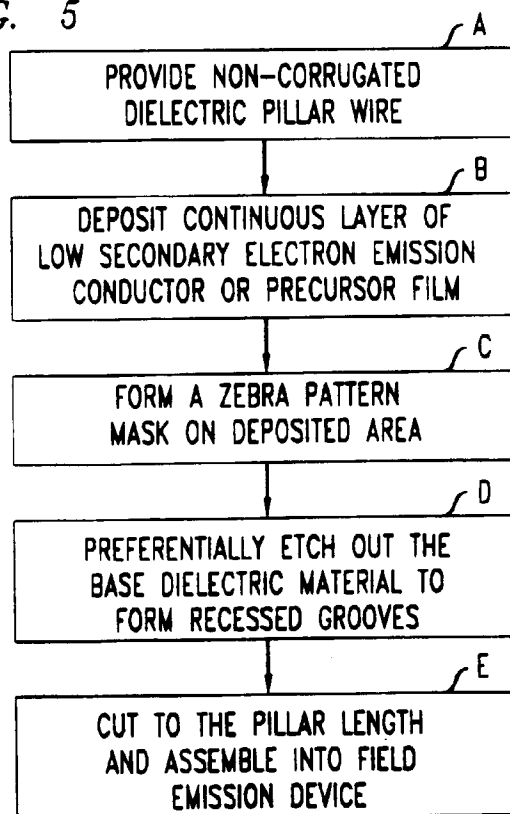 G. 5
A
PROVIDE NON-CORRUGATED
DIELECTRIC PILLAR WIRE
B
DEPOSIT CONTINUOUS LAYER OF
LOW SECONDARY ELECTRON EMISSION
CONDUCTOR OR PRECURSOR FILM
C
FORM A ZEBRA PATTERN
MASK ON DEPOSITED AREA
D
PREFERENTIALLY ETCH OUT THE
BASE DIELECTRIC MATERIAL TO
FORM RECESSED GROOVES
E
CUT TO THE PILLAR LENGTH
AND ASSEMBLE INTO FIELD
EMISSION DEVICE